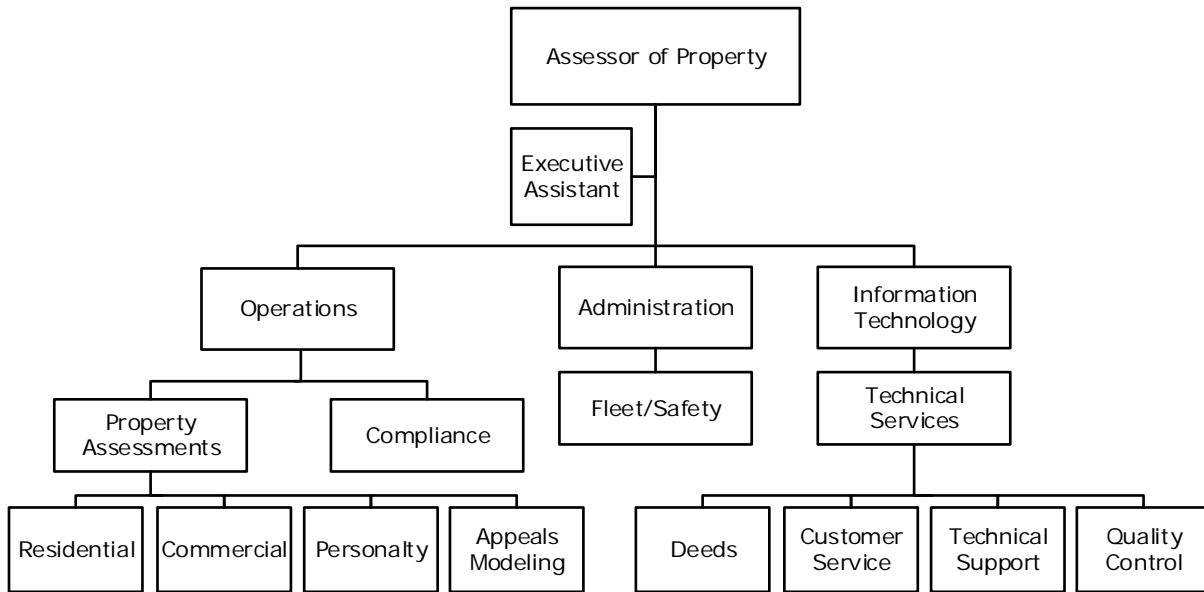 Assessor of Property
Executive
Assistant
Operations
Administration
Information
Technology
Property
Assessments
Compliance
Fleet/Safety
Technical
Services
Residential
Commercial
Personalty
Appeals
Modeling
Deeds
Customer
Service
Technical
Support
Quality
Control